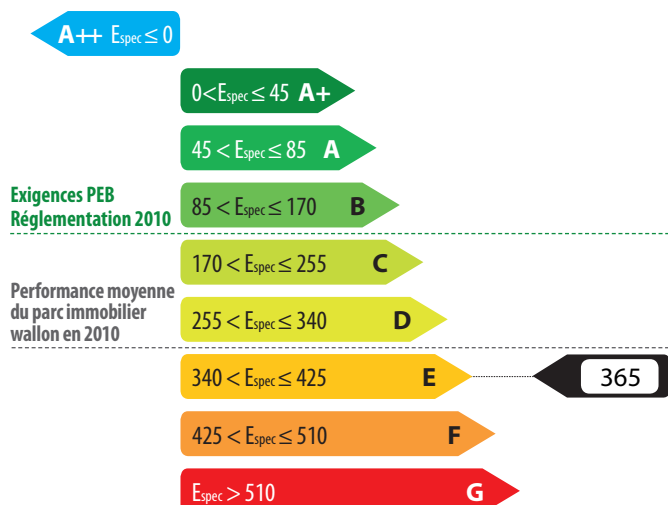 A++ Espec ≤ 0
0<Espec ≤ 45 A+
45 < Espec ≤ 85 A
Exigences PEB
Réglementation 2010
85 < Espec ≤ 170 B
170 < Espec ≤ 255 C
Performance moyenne
du parc immobilier
wallon en 2010
255 < Espec ≤ 340 D
340 < Espec ≤ 425 E
365
425 < Espec ≤ 510 F
Espec > 510 G